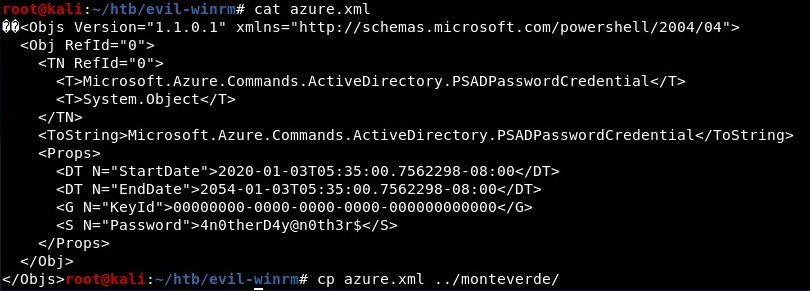 root@kali:~/htb/evil-winrm# cat azure.xml
��<Objs Version="1.1.0.1" xmlns="http://schemas.microsoft.com/powershell/2004/04">
  <Obj RefId="0">
    <TN RefId="0">
      <T>Microsoft.Azure.Commands.ActiveDirectory.PSADPasswordCredential</T>
      <T>System.Object</T>
    </TN>
    <ToString>Microsoft.Azure.Commands.ActiveDirectory.PSADPasswordCredential</ToString>
    <Props>
      <DT N="StartDate">2020-01-03T05:35:00.7562298-08:00</DT>
      <DT N="EndDate">2054-01-03T05:35:00.7562298-08:00</DT>
      <G N="KeyId">00000000-0000-0000-0000-000000000000</G>
      <S N="Password">4n0therD4y@n0th3r$</S>
    </Props>
  </Obj>
</Objs>root@kali:~/htb/evil-winrm# cp azure.xml ../monteverde/